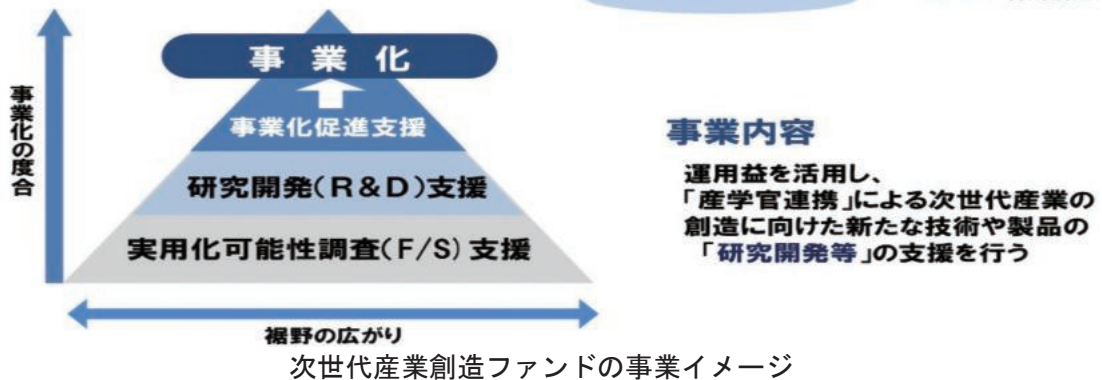 事業化
事業化の度合
事業化促進支援
研究開発(R&D)支援
実用化可能性調査(F/S)支援
裾野の広がり
事業内容
運用益を活用し、
「産学官連携」による次世代産業の
創造に向けた新たな技術や製品の
「研究開発等」の支援を行う
次世代産業創造ファンドの事業イメージ